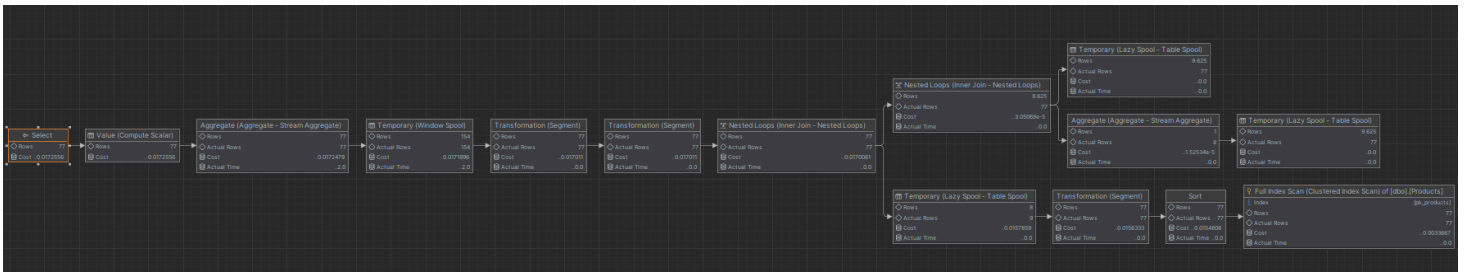 Select
Rows 77
Cost .0.0172556
Value (Compute Scalar)
Rows 77
Cost .0.0172556
Aggregate (Aggregate - Stream Aggregate)
Rows 77
Actual Rows 77
Cost .0.0172479
Actual Time .2.0
Temporary (Window Spool)
Rows 154
Actual Rows 154
Cost .0.0171886
Actual Time .2.0
Transformation (Segment)
Rows 77
Actual Rows 77
Cost .0.017011
Actual Time .0.0
Transformation (Segment)
Rows 77
Actual Rows 77
Cost .0.017011
Actual Time .0.0
Nested Loops (Inner Join - Nested Loops)
Rows 77
Actual Rows 77
Cost .0.0170061
Actual Time .0.0
Nested Loops (Inner Join - Nested Loops)
Rows 9.625
Actual Rows 77
Cost .3.05068e-5
Actual Time .0.0
Temporary (Lazy Spool - Table Spool)
Rows 9.625
Actual Rows 77
Cost .0.0
Actual Time .0.0
Aggregate (Aggregate - Stream Aggregate)
Rows 1
Actual Rows 8
Cost .1.52534e-5
Actual Time .0.0
Temporary (Lazy Spool - Table Spool)
Rows 9.625
Actual Rows 77
Cost .0.0
Actual Time .0.0
Temporary (Lazy Spool - Table Spool)
Rows 8
Actual Rows 9
Cost .0.0157859
Actual Time .0.0
Transformation (Segment)
Rows 77
Actual Rows 77
Cost .0.0156333
Actual Time .0.0
Sort
Rows 77
Actual Rows 77
Cost .0.0154806
Actual Time .0.0
Full Index Scan (Clustered Index Scan) of [dbo].[Products]
Index [pk_products]
Rows 77
Actual Rows 77
Cost .0.0033667
Actual Time .0.0